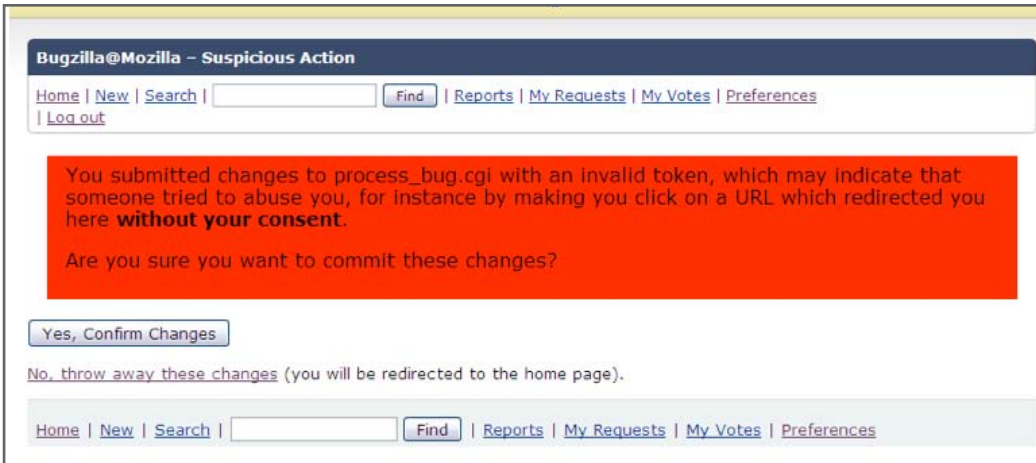 Bugzilla@Mozilla – Suspicious Action
Home | New | Search | Find | Reports | My Requests | My Votes | Preferences
| Log out
You submitted changes to process_bug.cgi with an invalid token, which may indicate that
someone tried to abuse you, for instance by making you click on a URL which redirected you
here without your consent.
Are you sure you want to commit these changes?
Yes, Confirm Changes
No, throw away these changes (you will be redirected to the home page).
Home | New | Search | Find | Reports | My Requests | My Votes | Preferences